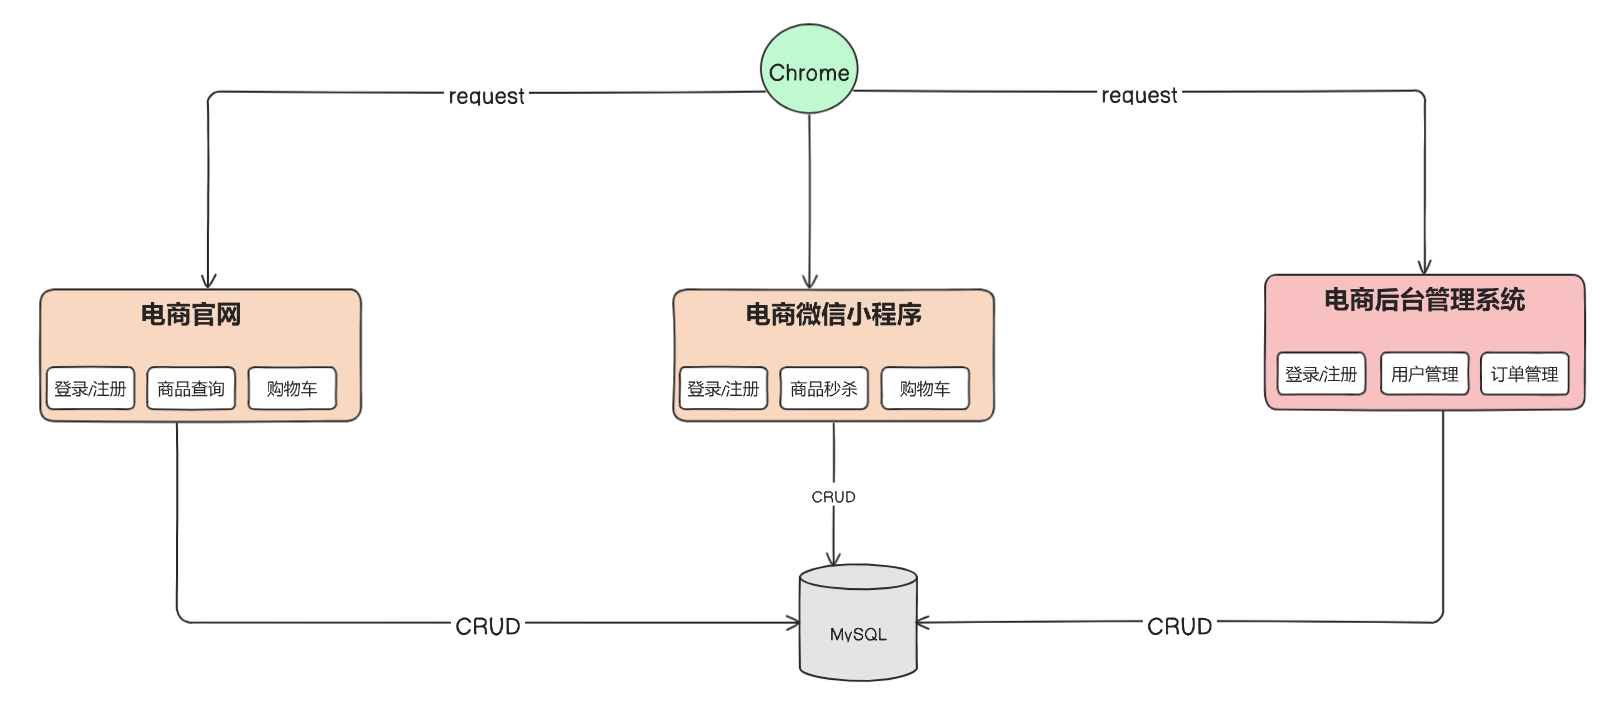 Chrome
request
request
电商官网
登录/注册
商品查询
购物车
电商微信小程序
登录/注册
商品秒杀
购物车
电商后台管理系统
登录/注册
用户管理
订单管理
CRUD
CRUD
MySQL
CRUD